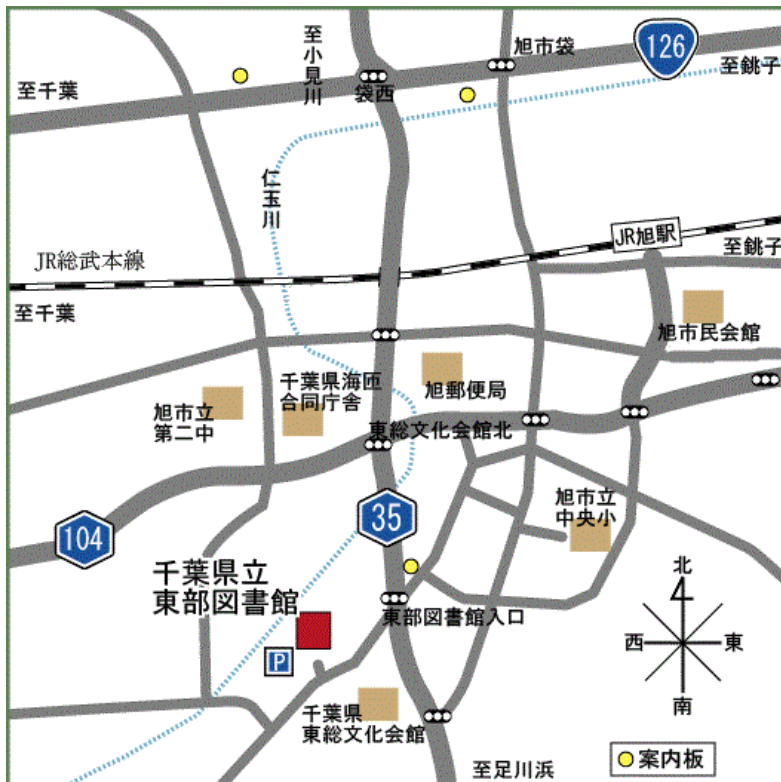 至小見川
旭市袋
126
至銚子
至千葉
袋西
仁玉川
JR旭駅
至銚子
JR総武本線
至千葉
旭市民会館
千葉県海匝
合同庁舎
旭郵便局
旭市立
第二中
東総文化会館北
35
104
旭市立
中央小
千葉県立
東部図書館
北
東部図書館入口
西
東
P
南
千葉県
東総文化会館
至足川浜
案内板